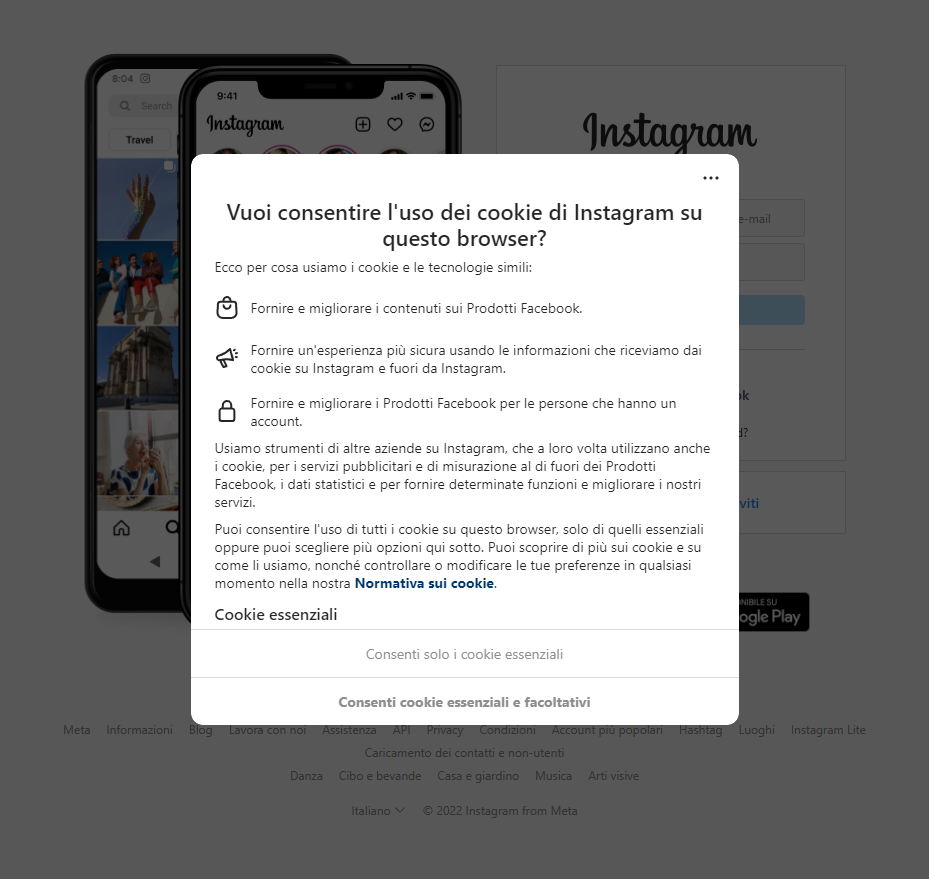 8:04
Search
Travel
9:41
Instagram
Instagram
e-mail
Vuoi consentire l'uso dei cookie di Instagram su
questo browser?
Ecco per cosa usiamo i cookie e le tecnologie simili:
Fornire e migliorare i contenuti sui Prodotti Facebook.
Fornire un'esperienza più sicura usando le informazioni che riceviamo dai
cookie su Instagram e fuori da Instagram.
Fornire e migliorare i Prodotti Facebook per le persone che hanno un
account.
Usiamo strumenti di altre aziende su Instagram, che a loro volta utilizzano anche
i cookie, per i servizi pubblicitari e di misurazione al di fuori dei Prodotti
Facebook, i dati statistici e per fornire determinate funzioni e migliorare i nostri
servizi.
Puoi consentire l'uso di tutti i cookie su questo browser, solo di quelli essenziali
oppure puoi scegliere più opzioni qui sotto. Puoi scoprire di più sui cookie e su
come li usiamo, nonché controllare o modificare le tue preferenze in qualsiasi
momento nella nostra Normativa sui cookie.
Cookie essenziali
Consenti solo i cookie essenziali
Consenti cookie essenziali e facoltativi
Google Play
Meta Informazioni Blog Lavora con noi Assistenza API Privacy Condizioni Account più popolari Hashtag Luoghi Instagram Lite
Caricamento dei contatti e non-utenti
Danza Cibo e bevande Casa e giardino Musica Arti visive
Italiano © 2022 Instagram from Meta